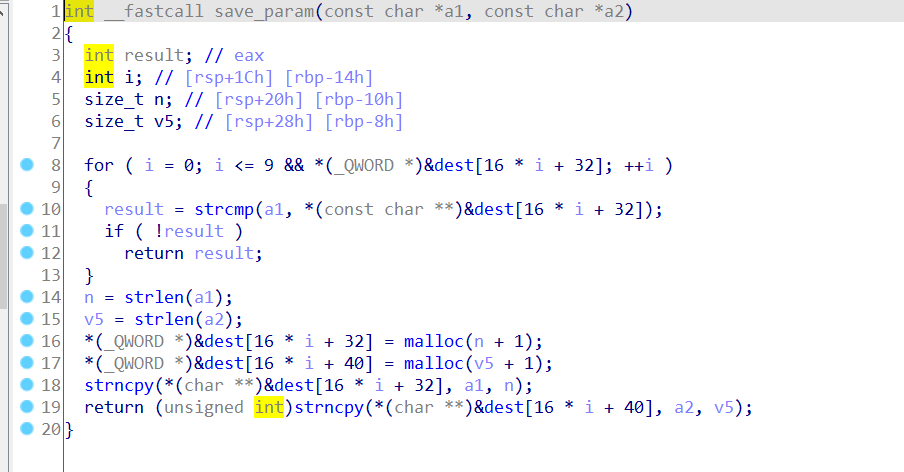 1 int __fastcall save_param(const char *a1, const char *a2)
2 {
3 int result; // eax
4 int i; // [rsp+1Ch] [rbp-14h]
5 size_t n; // [rsp+20h] [rbp-10h]
6 size_t v5; // [rsp+28h] [rbp-8h]
7
8 for ( i = 0; i <= 9 && *(_QWORD *)&dest[16 * i + 32]; ++i )
9 {
10 result = strcmp(a1, *(const char **)&dest[16 * i + 32]);
11 if ( !result )
12 return result;
13 }
14 n = strlen(a1);
15 v5 = strlen(a2);
16 *(_QWORD *)&dest[16 * i + 32] = malloc(n + 1);
17 *(_QWORD *)&dest[16 * i + 40] = malloc(v5 + 1);
18 strncpy(*(char **)&dest[16 * i + 32], a1, n);
19 return (unsigned int)strncpy(*(char **)&dest[16 * i + 40], a2, v5);
20 }